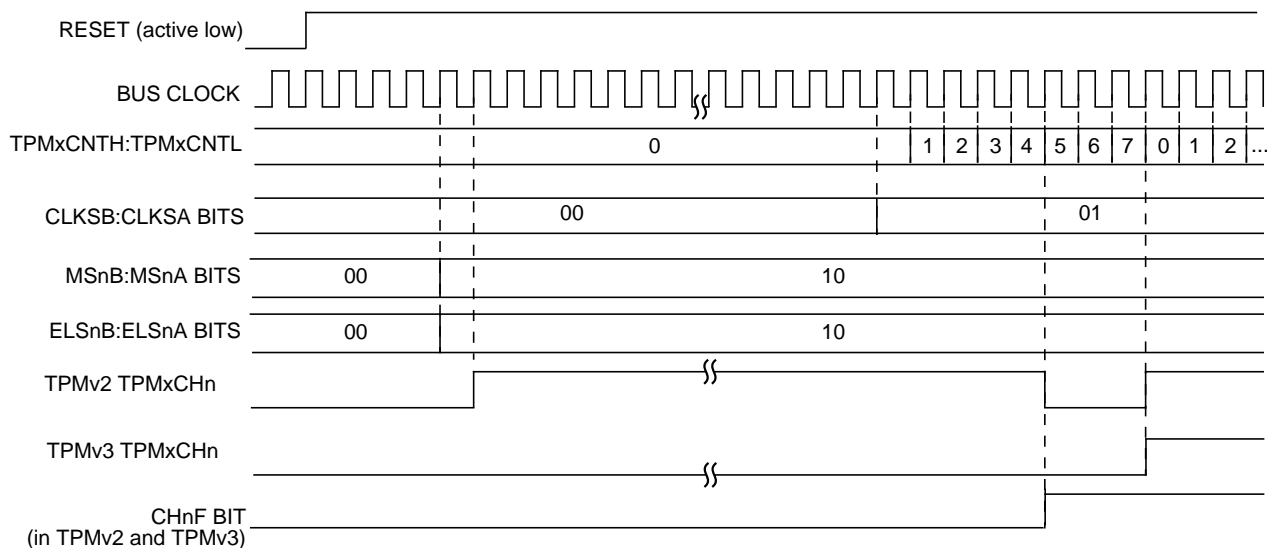 RESET (active low)
BUS CLOCK
TPMxCNTH:TPMxCNTL 0 1 2 3 4 5 6 7 0 1 2 ...
CLKSB:CLKSA BITS 00 01
MSnB:MSnA BITS 00 10
ELSnB:ELSnA BITS 00 10
TPMv2 TPMxCHn
TPMv3 TPMxCHn
CHnF BIT
(in TPMv2 and TPMv3)